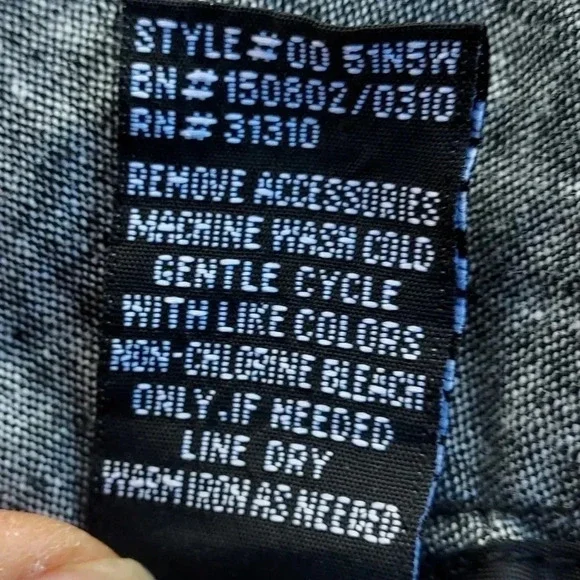 STYLE # 00 51N5W
BN # 150802/0310
RN # 31310
REMOVE ACCESSORIES
MACHINE WASH COLD
GENTLE CYCLE
WITH LIKE COLORS
NON-CHLORINE BLEACH
ONLY.IF NEEDED
LINE DRY
WARM IRON AS NEEDED